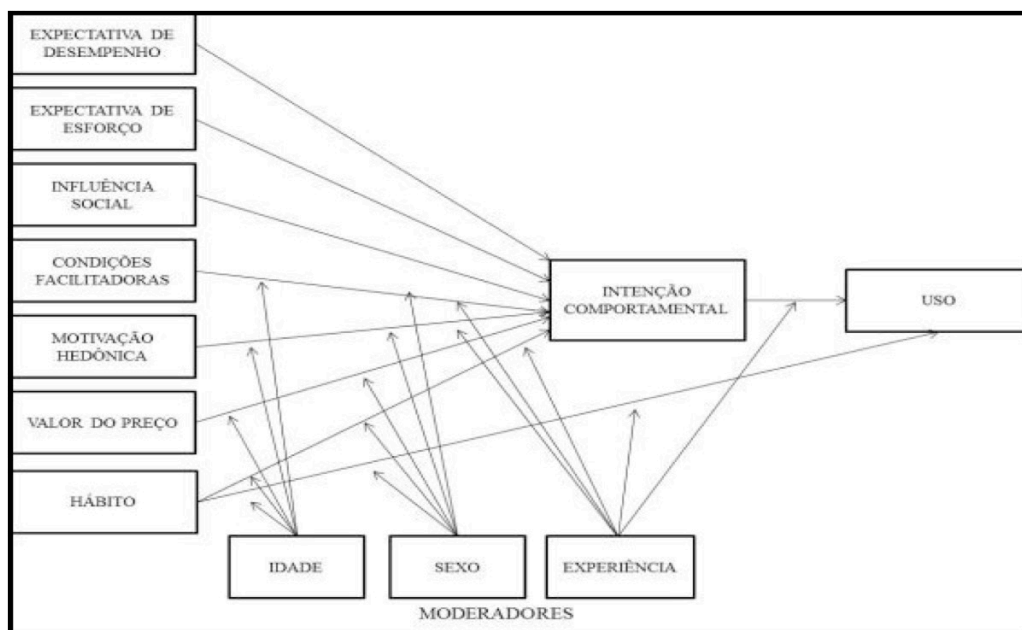 EXPECTATIVA DE
DESEMPENHO
EXPECTATIVA DE
ESFORÇO
INFLUÊNCIA
SOCIAL
CONDIÇÕES
FACILITADORAS
MOTIVAÇÃO
HEDÔNICA
VALOR DO PREÇO
HÁBITO
INTENÇÃO
COMPORTAMENTAL
USO
IDADE
SEXO
EXPERIÊNCIA
MODERADORES